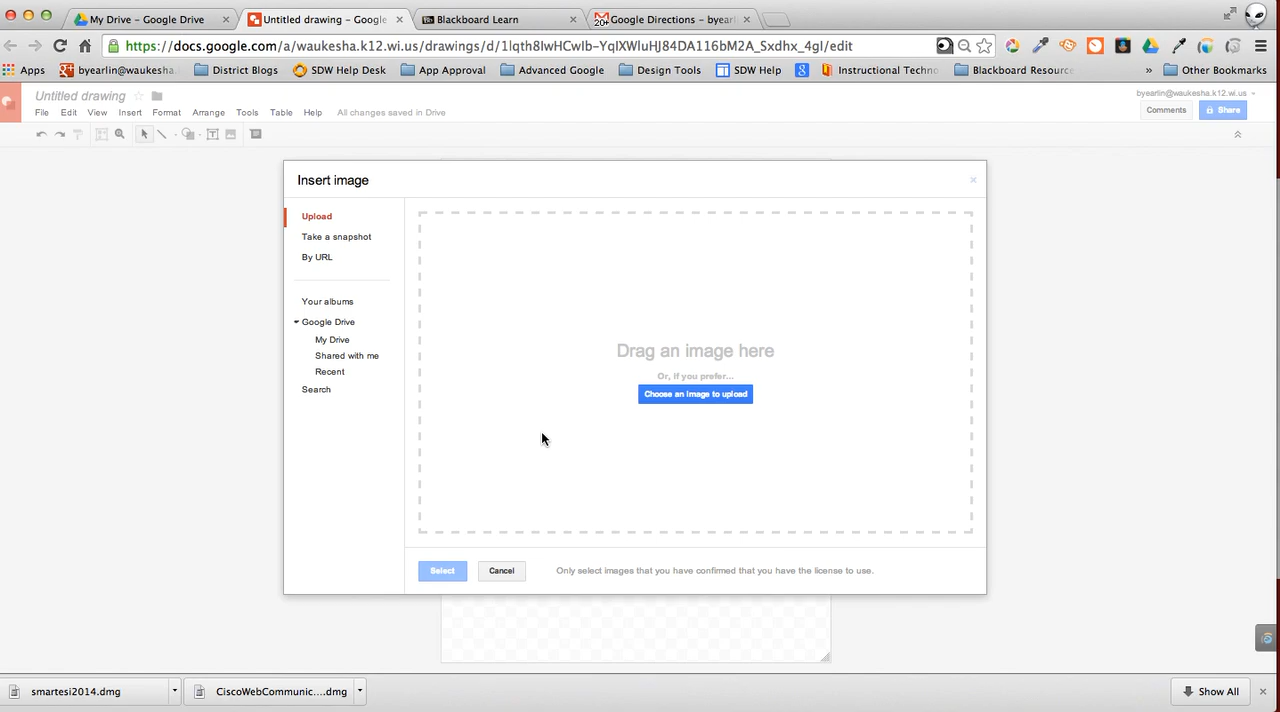 My Drive – Google Drive
Untitled drawing – Google
Blackboard Learn
Google Directions – byearli
https://docs.google.com/a/waukesha.k12.wi.us/drawings/d/
Apps
byearlin@waukesha
District Blogs
SDW Help Desk
App Approval
Advanced Google
Design Tools
SDW Help
Instructional Techno
Blackboard Resourc
»
Other Bookmarks
Untitled drawing
byearlin@waukesha.k12.wi.us
File Edit View Insert Format Arrange Tools Table Help All changes saved in Drive
Comments
Share
Insert image
Upload
Take a snapshot
By URL
Your albums
Google Drive
My Drive
Shared with me
Recent
Search
Drag an image here
Or, if you prefer...
Choose an image to upload
Select
Cancel
Only select images that you have confirmed that you have the license to use.
smartesi2014.dmg
CiscoWebCommunic....dmg
Show All